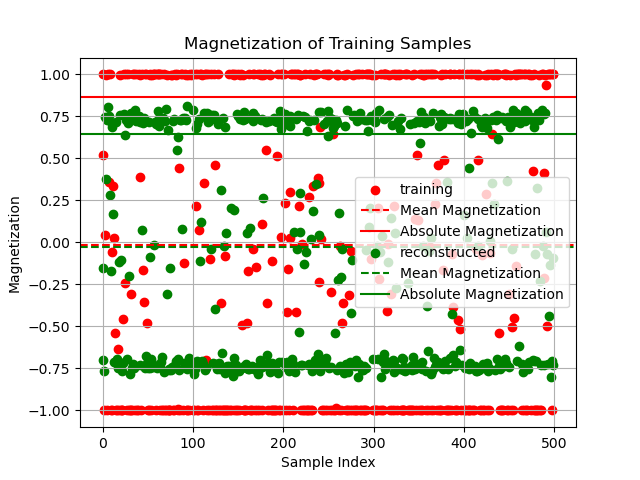 Magnetization of Training Samples
Magnetization
1.00
0.75
0.50
0.25
0.00
−0.25
−0.50
−0.75
−1.00
training
Mean Magnetization
Absolute Magnetization
reconstructed
Mean Magnetization
Absolute Magnetization
0 100 200 300 400 500
Sample Index